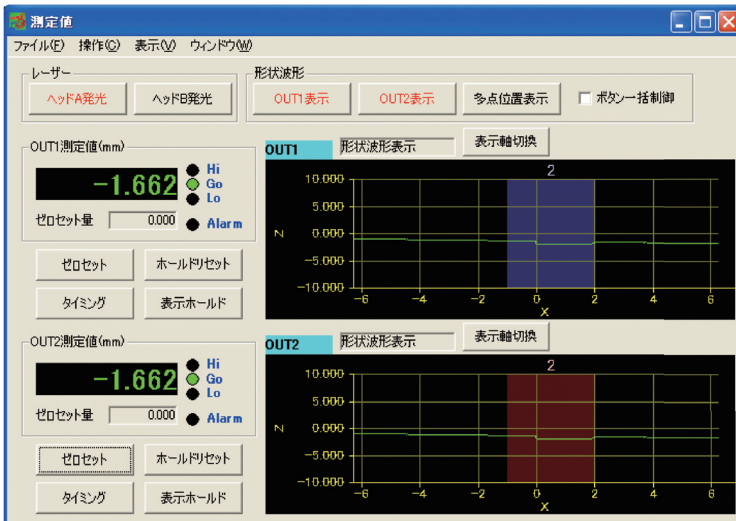 測定値
ファイル(F) 操作(C) 表示(V) ウィンドウ(W)
レーザー
ヘッドA発光 ヘッドB発光
形状波形
OUT1表示 OUT2表示 多点位置表示 ボタン一括制御
OUT1測定値(mm)
-1.662
Hi
Go
Lo
ゼロセット量 0.000 Alarm
ゼロセット ホールドリセット
タイミング 表示ホールド
OUT1 形状波形表示 表示軸切換
2
10.000
5.000
Z 0.000
-5.000
-10.000
-6 -4 -2 0 2 4 6
X
OUT2測定値(mm)
-1.662
Hi
Go
Lo
ゼロセット量 0.000 Alarm
ゼロセット ホールドリセット
タイミング 表示ホールド
OUT2 形状波形表示 表示軸切換
2
10.000
5.000
Z 0.000
-5.000
-10.000
-6 -4 -2 0 2 4 6
X